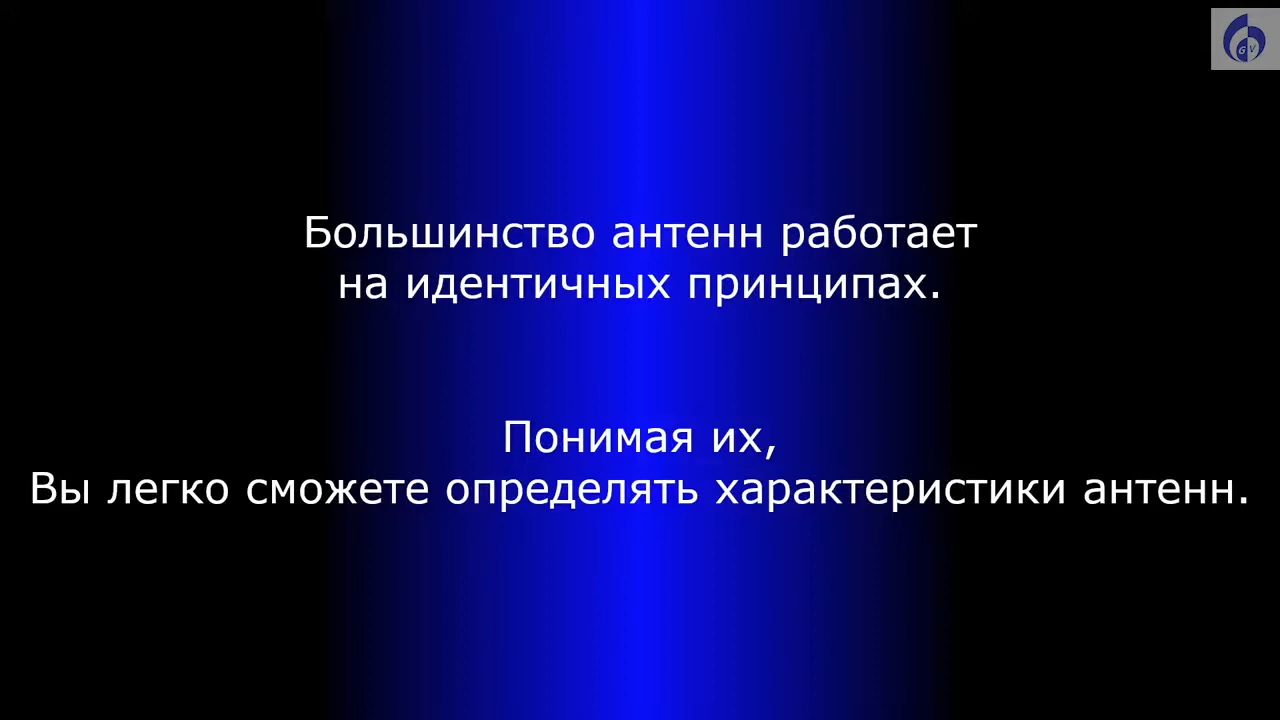 G V
Большинство антенн работает
на идентичных принципах.
Понимая их,
Вы легко сможете определять характеристики антенн.